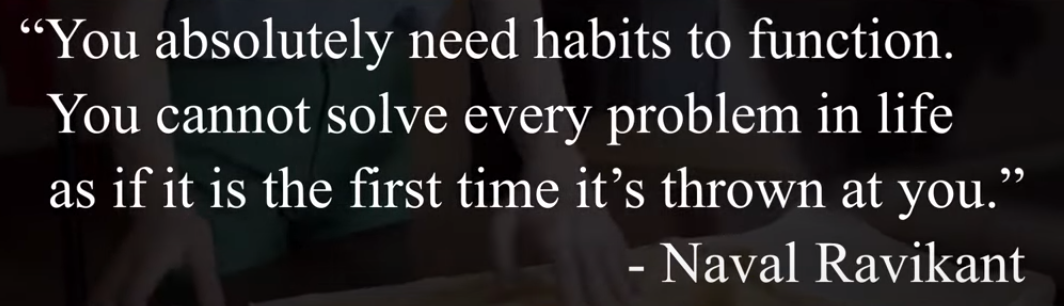 “You absolutely need habits to function.
You cannot solve every problem in life
as if it is the first time it’s thrown at you.”
- Naval Ravikant